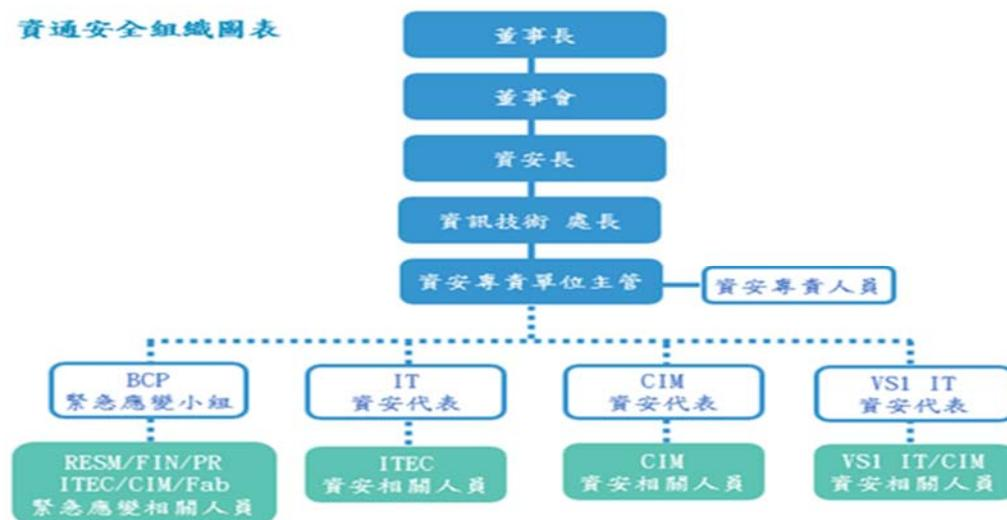 資通安全組織圖表
董事長
董事會
資安長
資訊技術 處長
資安專責單位主管
資安專責人員
BCP
緊急應變小組
IT
資安代表
CIM
資安代表
VS1 IT
資安代表
RESM/FIN/PR
ITEC/CIM/Fab
緊急應變相關人員
ITEC
資安相關人員
CIM
資安相關人員
VS1 IT/CIM
資安相關人員